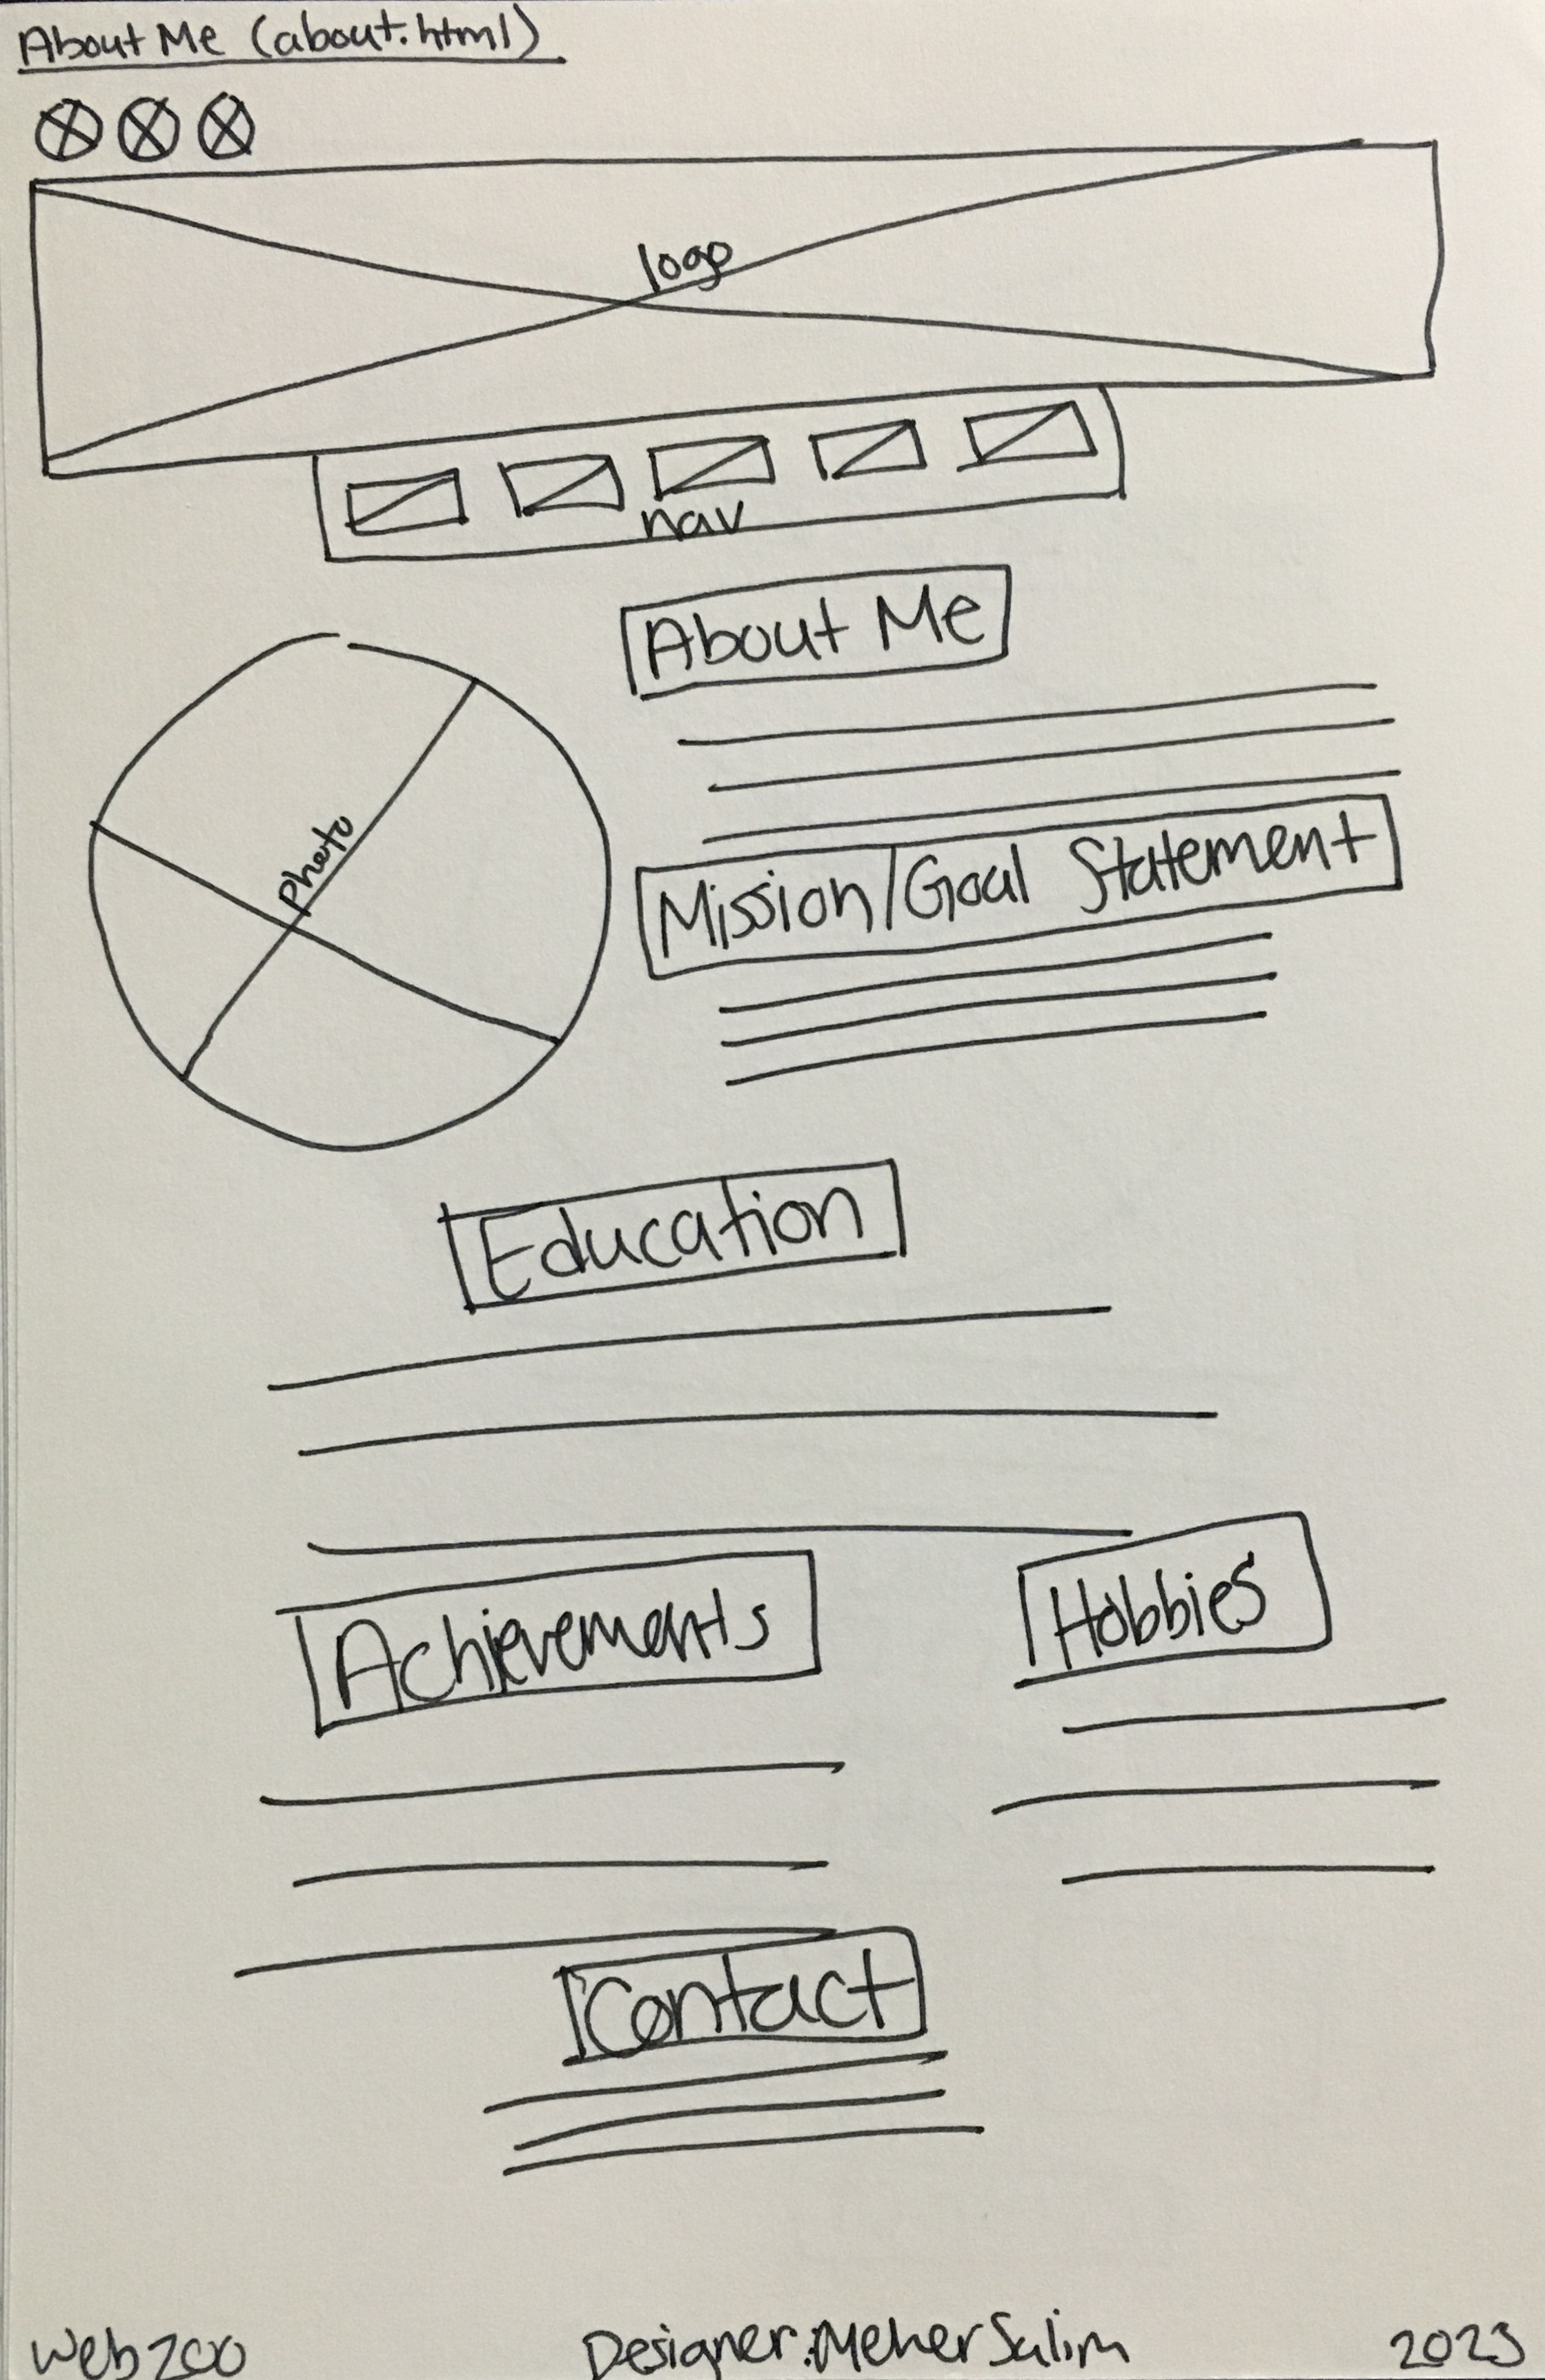 About Me (about.html)
logo
nav
About Me
Photo
Mission/Goal Statement
Education
Achievements
Hobbies
Contact
Web200
Designer: Meher Salim
2023